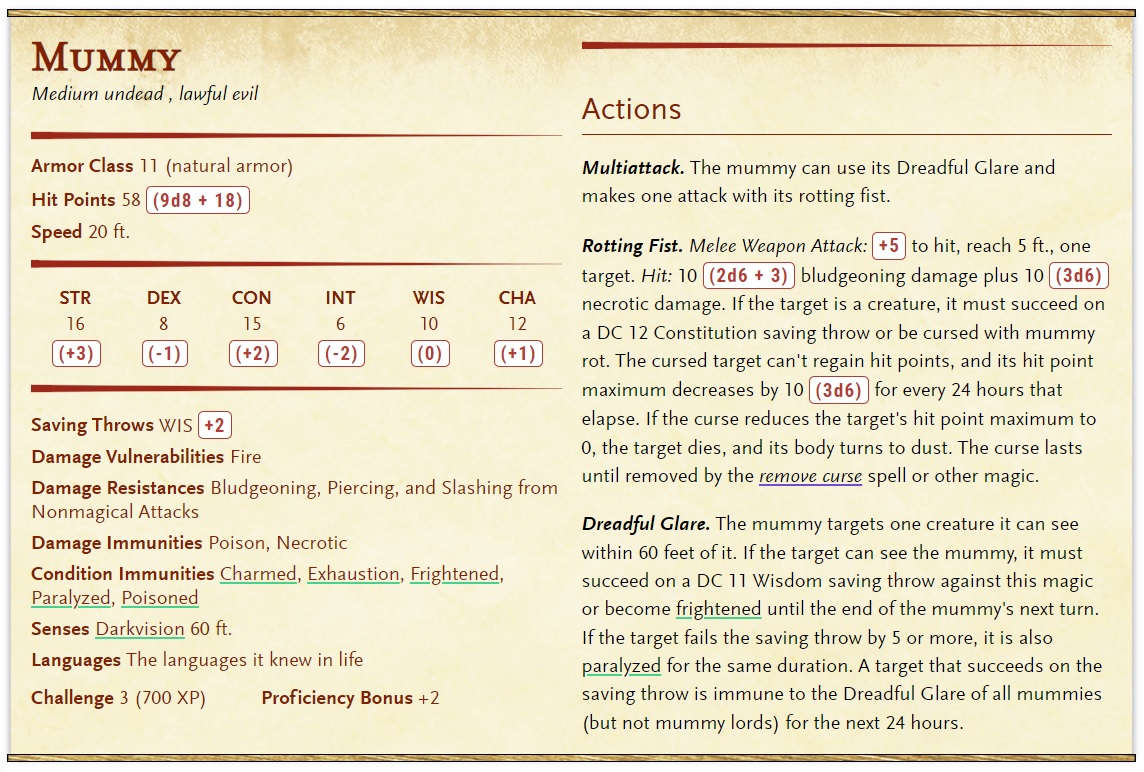 Mummy
Medium undead , lawful evil
Armor Class 11 (natural armor)
Hit Points 58 (9d8 + 18)
Speed 20 ft.
STR DEX CON INT WIS CHA
16 8 15 6 10 12
(+3) (-1) (+2) (-2) (0) (+1)
Saving Throws WIS +2
Damage Vulnerabilities Fire
Damage Resistances Bludgeoning, Piercing, and Slashing from
Nonmagical Attacks
Damage Immunities Poison, Necrotic
Condition Immunities Charmed, Exhaustion, Frightened,
Paralyzed, Poisoned
Senses Darkvision 60 ft.
Languages The languages it knew in life
Challenge 3 (700 XP) Proficiency Bonus +2
Actions
Multiattack. The mummy can use its Dreadful Glare and
makes one attack with its rotting fist.
Rotting Fist. Melee Weapon Attack: +5 to hit, reach 5 ft., one
target. Hit: 10 (2d6 + 3) bludgeoning damage plus 10 (3d6)
necrotic damage. If the target is a creature, it must succeed on
a DC 12 Constitution saving throw or be cursed with mummy
rot. The cursed target can't regain hit points, and its hit point
maximum decreases by 10 (3d6) for every 24 hours that
elapse. If the curse reduces the target's hit point maximum to
0, the target dies, and its body turns to dust. The curse lasts
until removed by the remove curse spell or other magic.
Dreadful Glare. The mummy targets one creature it can see
within 60 feet of it. If the target can see the mummy, it must
succeed on a DC 11 Wisdom saving throw against this magic
or become frightened until the end of the mummy's next turn.
If the target fails the saving throw by 5 or more, it is also
paralyzed for the same duration. A target that succeeds on the
saving throw is immune to the Dreadful Glare of all mummies
(but not mummy lords) for the next 24 hours.